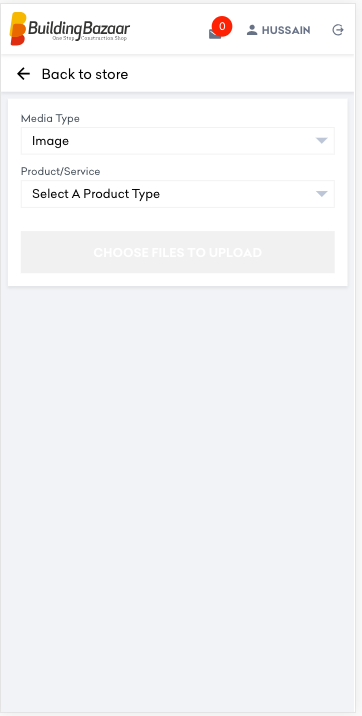 BuildingBazaar
One Stop Construction Shop
0
HUSSAIN
Back to store
Media Type
Image
Product/Service
Select A Product Type
CHOOSE FILES TO UPLOAD